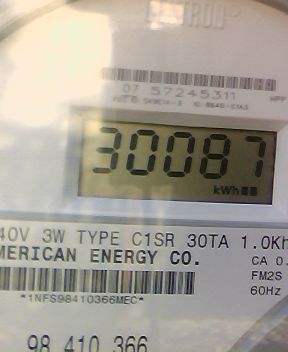 CENTRON®
07 57245311
30087
kWh
40V 3W TYPE C1SR 30TA 1.0Kh
MERICAN ENERGY CO.
CA 0.
FM2S
60Hz
*1NFS98410366MEC*
98 410 366